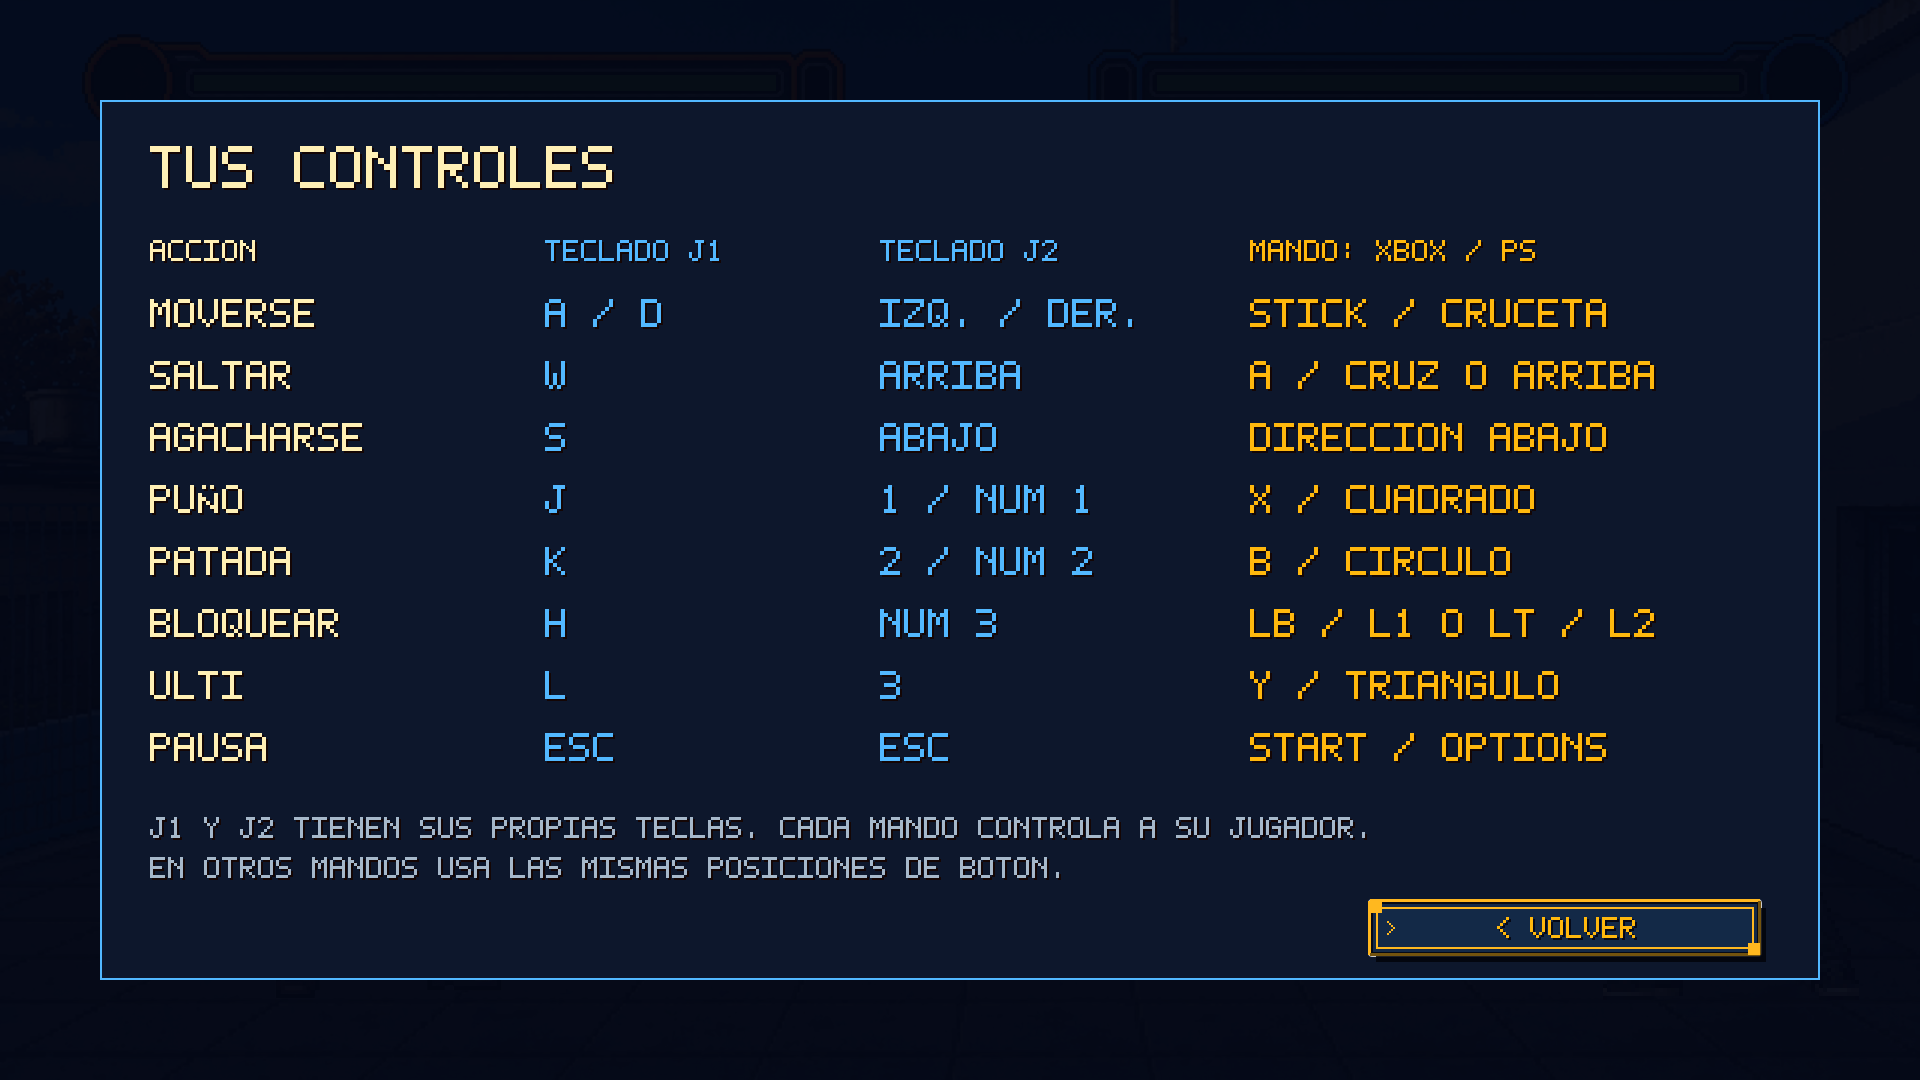 TUS CONTROLES
ACCION TECLADO J1 TECLADO J2 MANDO: XBOX / PS
MOVERSE A / D IZQ. / DER. STICK / CRUCETA
SALTAR W ARRIBA A / CRUZ O ARRIBA
AGACHARSE S ABAJO DIRECCION ABAJO
PUÑO J 1 / NUM 1 X / CUADRADO
PATADA K 2 / NUM 2 B / CIRCULO
BLOQUEAR H NUM 3 LB / L1 O LT / L2
ULTI L 3 Y / TRIANGULO
PAUSA ESC ESC START / OPTIONS
J1 Y J2 TIENEN SUS PROPIAS TECLAS. CADA MANDO CONTROLA A SU JUGADOR.
EN OTROS MANDOS USA LAS MISMAS POSICIONES DE BOTON.
> < VOLVER